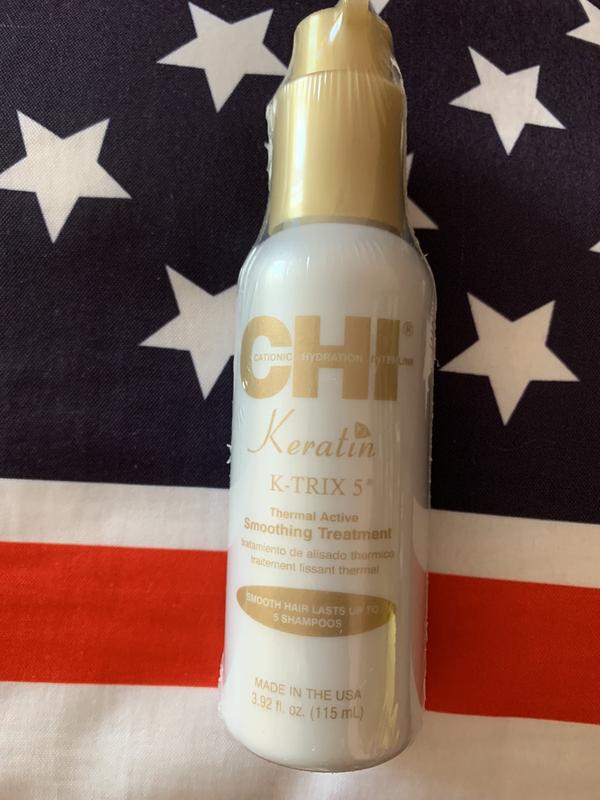 CHI®
CATIONIC HYDRATION INTERLINK
Keratin
K-TRIX 5®
Thermal Active
Smoothing Treatment
tratamiento de alisado thermico
traitement lissant thermal
SMOOTH HAIR LASTS UP TO
5 SHAMPOOS
MADE IN THE USA
3.92 fl. oz. (115 mL)